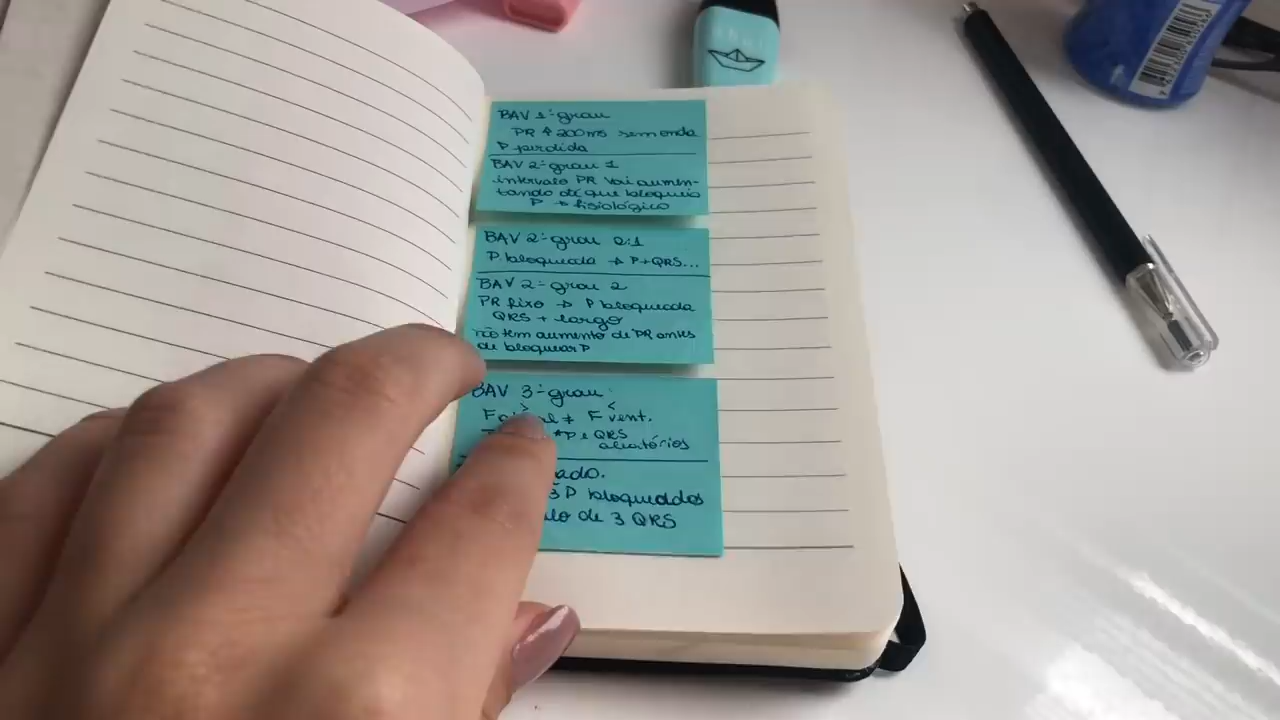 BAV 1º grau
PR ↑ 200ms sem onda
P perdida
BAV 2º grau 1
intervalo PR vai aumen-
tando até que bloqueio
P → fisiológico
BAV 2º grau 2:1
P bloqueada → P+QRS...
BAV 2º grau 2
PR fixo → P bloqueada
QRS + largo
não tem aumento de PR antes
de bloquear P
BAV 3º grau:
≠ F vent.
P e QRS
aleatórios
3 P bloqueados
de 3 QRS